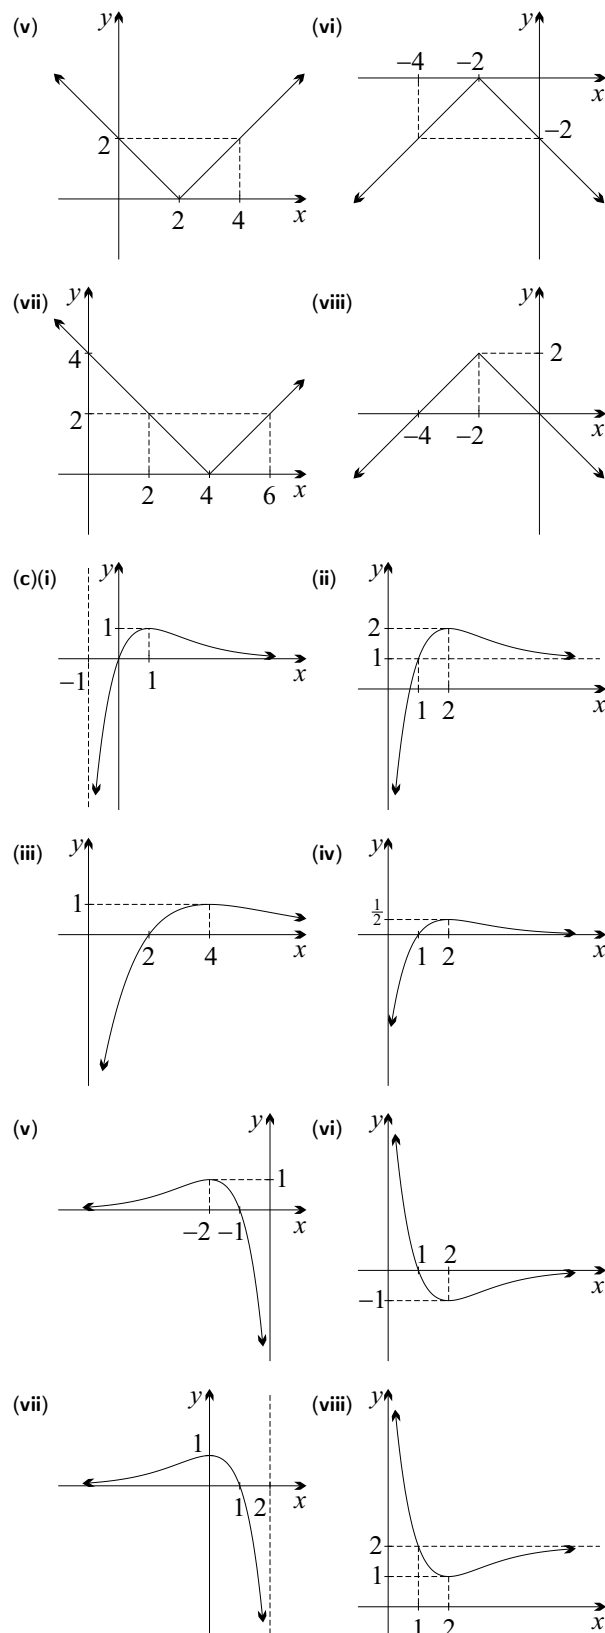 (v) y (vi)
−4 −2
x
2 −2
2 4 x
(vii) y (viii) y
4 2
2
−4 −2 x
2 4 6 x
(c)(i) y (ii) y
1 2
1
−1 1 x
1 2 x
(iii) y (iv) y
1 1/2
2 4 x 1 2 x
(v) y (vi) y
1
−2 −1 x 1 2
−1 x
(vii) y (viii) y
1
1 2 x
2
1
1 2 x